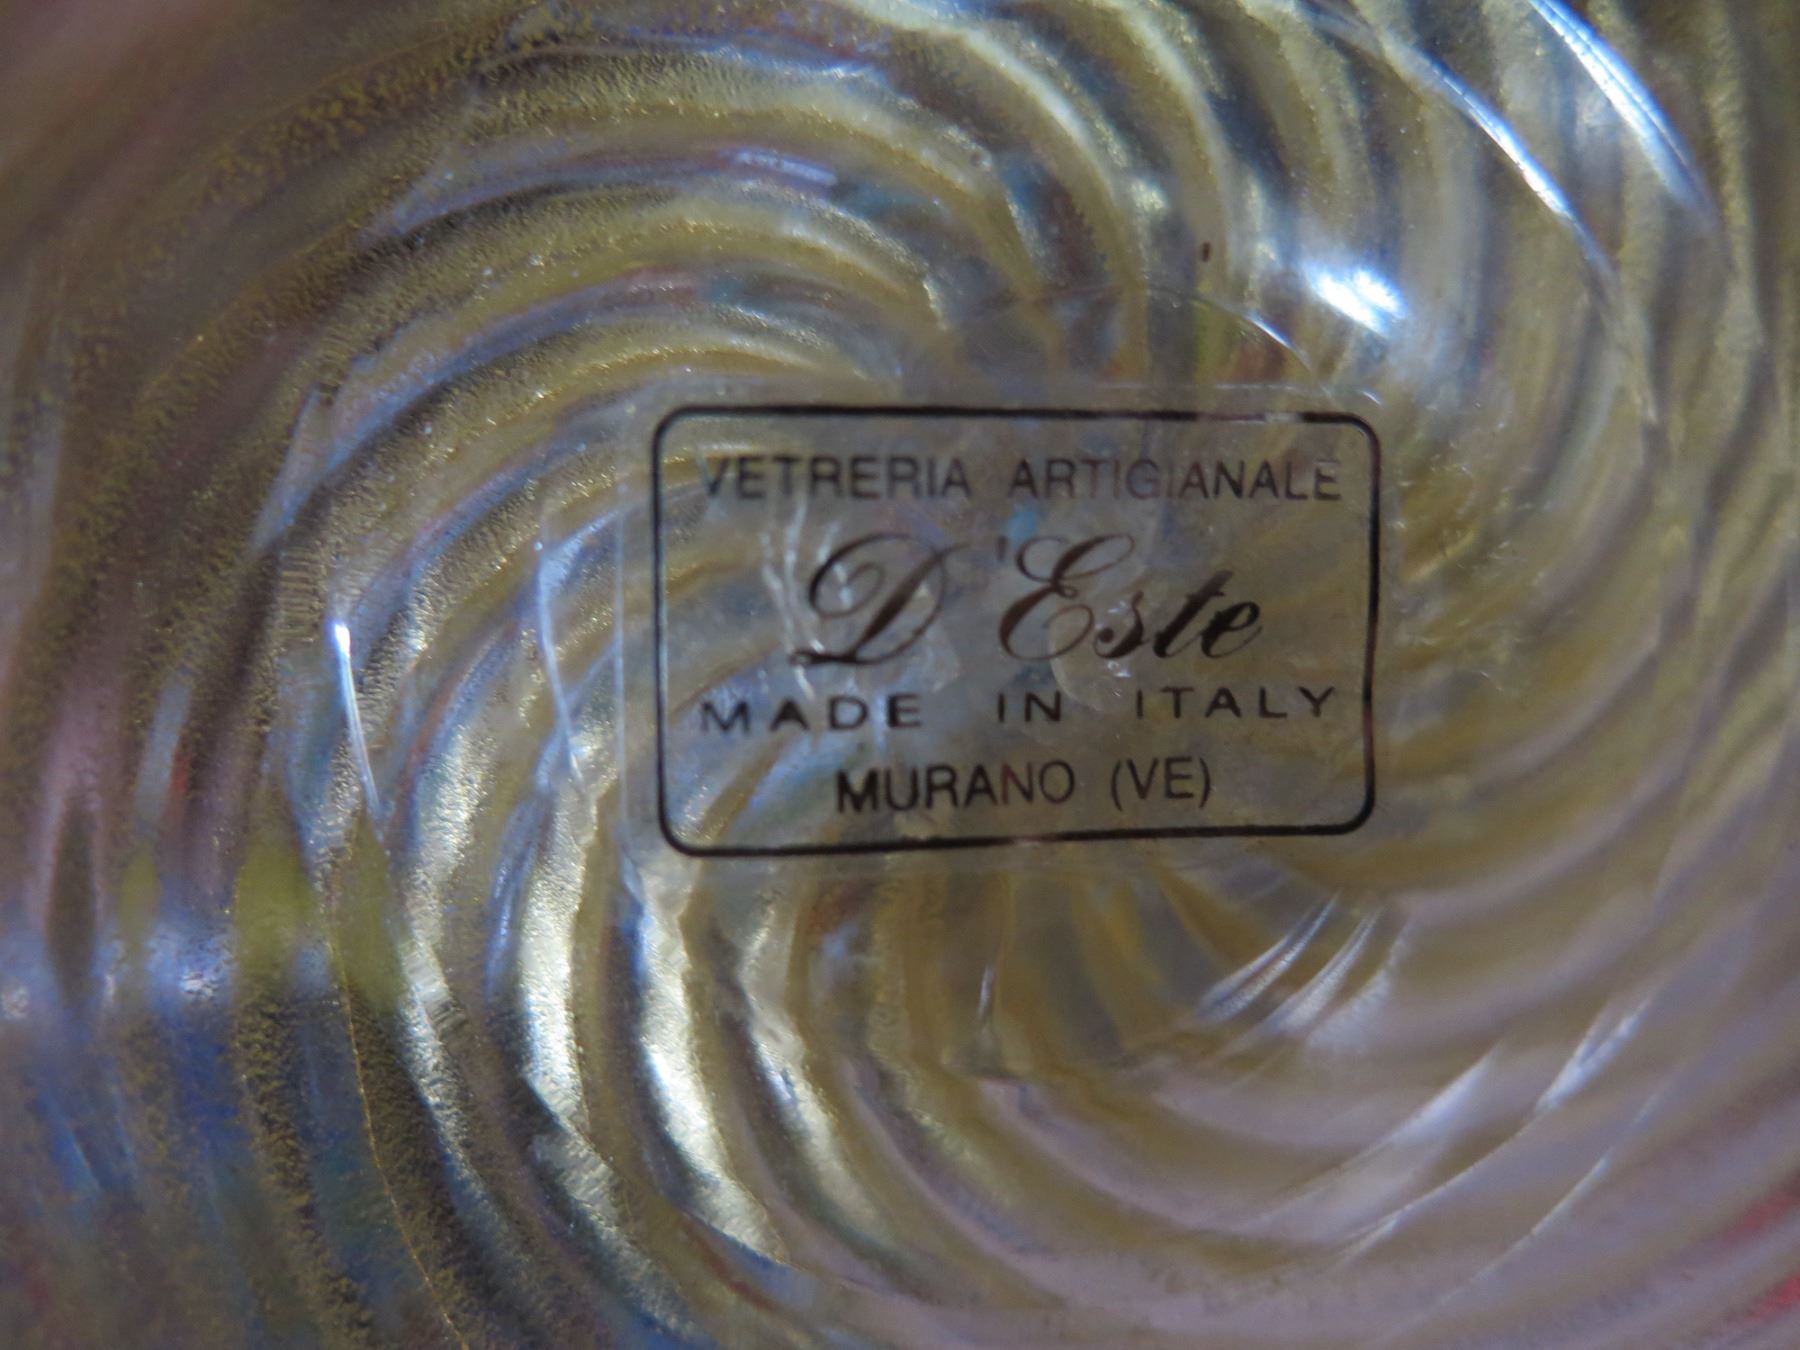 VETRERIA ARTIGIANALE
D'Este
MADE IN ITALY
MURANO (VE)